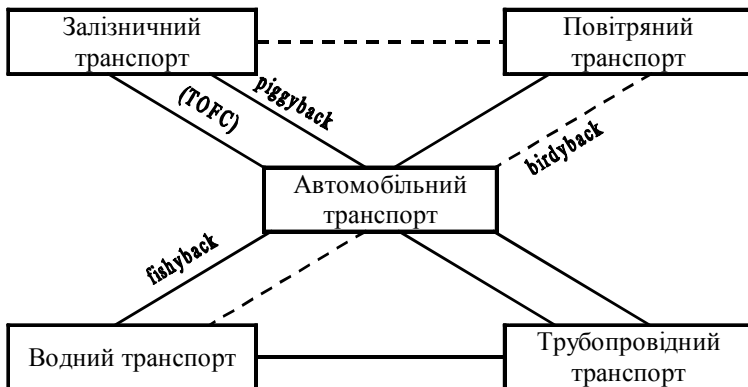 Залізничний
транспорт
Повітряний
транспорт
(TOFC)
piggyback
birdyback
Автомобільний
транспорт
fishyback
Водний транспорт
Трубопровідний
транспорт